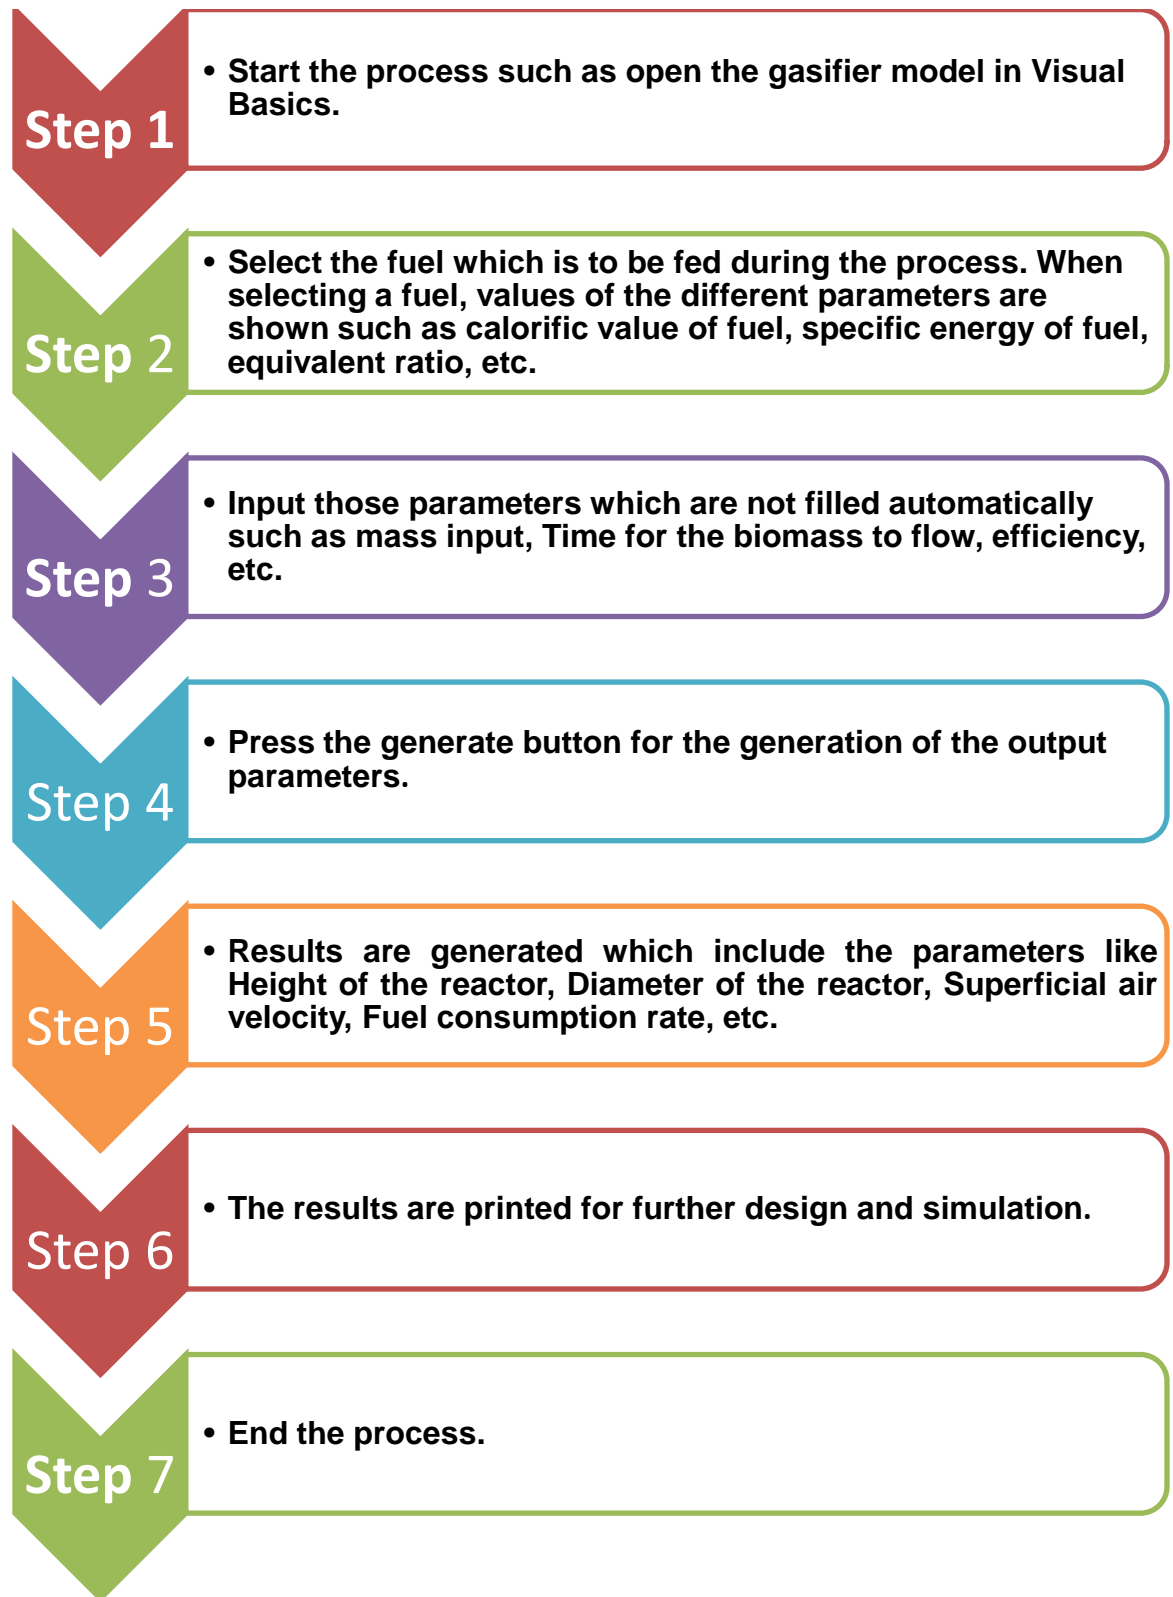 Step 1
• Start the process such as open the gasifier model in Visual
Basics.
Step 2
• Select the fuel which is to be fed during the process. When
selecting a fuel, values of the different parameters are
shown such as calorific value of fuel, specific energy of fuel,
equivalent ratio, etc.
Step 3
• Input those parameters which are not filled automatically
such as mass input, Time for the biomass to flow, efficiency,
etc.
Step 4
• Press the generate button for the generation of the output
parameters.
Step 5
• Results are generated which include the parameters like
Height of the reactor, Diameter of the reactor, Superficial air
velocity, Fuel consumption rate, etc.
Step 6
• The results are printed for further design and simulation.
Step 7
• End the process.